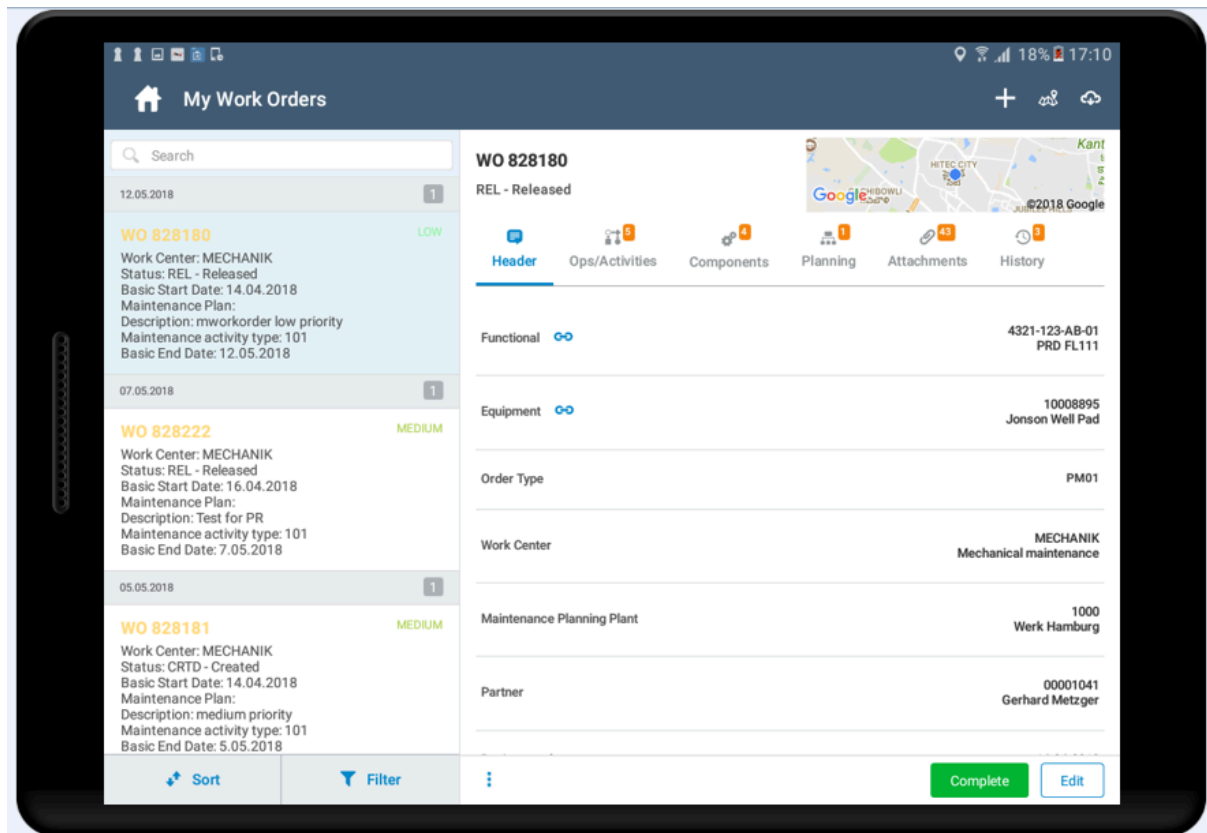 18% 17:10
My Work Orders
Search
12.05.2018 1
WO 828180 LOW
Work Center: MECHANIK
Status: REL - Released
Basic Start Date: 14.04.2018
Maintenance Plan:
Description: mworkorder low priority
Maintenance activity type: 101
Basic End Date: 12.05.2018
07.05.2018 1
WO 828222 MEDIUM
Work Center: MECHANIK
Status: REL - Released
Basic Start Date: 16.04.2018
Maintenance Plan:
Description: Test for PR
Maintenance activity type: 101
Basic End Date: 7.05.2018
05.05.2018 1
WO 828181 MEDIUM
Work Center: MECHANIK
Status: CRTD - Created
Basic Start Date: 14.04.2018
Maintenance Plan:
Description: medium priority
Maintenance activity type: 101
Basic End Date: 5.05.2018
Sort Filter
WO 828180
REL - Released
Kant
HITEC CITY
Google
©2018 Google
5 4 1 43 3
Header Ops/Activities Components Planning Attachments History
Functional 4321-123-AB-01
PRD FL111
Equipment 10008895
Jonson Well Pad
Order Type PM01
Work Center MECHANIK
Mechanical maintenance
Maintenance Planning Plant 1000
Werk Hamburg
Partner 00001041
Gerhard Metzger
Complete Edit